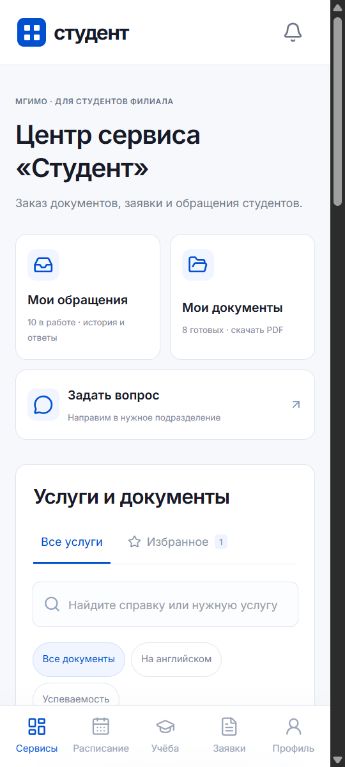 студент
МГИМО · ДЛЯ СТУДЕНТОВ ФИЛИАЛА
Центр сервиса
«Студент»
Заказ документов, заявки и обращения студентов.
Мои обращения
10 в работе · история и
ответы
Мои документы
8 готовых · скачать PDF
Задать вопрос
Направим в нужное подразделение
Услуги и документы
Все услуги
Избранное 1
Найдите справку или нужную услугу
Все документы
На английском
Успеваемость
Сервисы
Расписание
Учёба
Заявки
Профиль